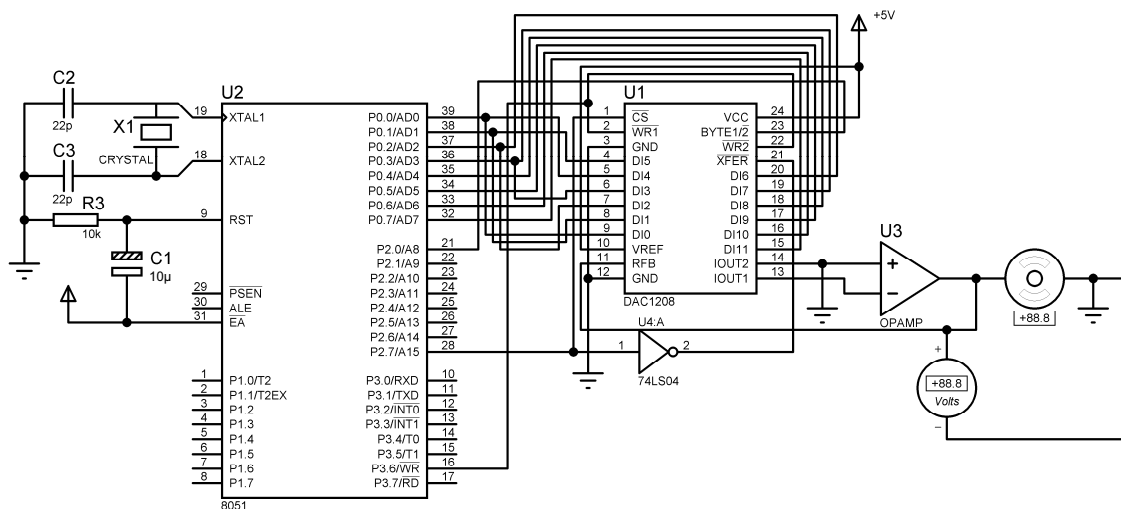 +5V
C2
22p
X1
CRYSTAL
C3
22p
R3
10k
C1
10µ
U2
19 XTAL1
18 XTAL2
9 RST
29 PSEN
30 ALE
31 EA
1 P1.0/T2
2 P1.1/T2EX
3 P1.2
4 P1.3
5 P1.4
6 P1.5
7 P1.6
8 P1.7
P0.0/AD0 39
P0.1/AD1 38
P0.2/AD2 37
P0.3/AD3 36
P0.4/AD4 35
P0.5/AD5 34
P0.6/AD6 33
P0.7/AD7 32
P2.0/A8 21
P2.1/A9 22
P2.2/A10 23
P2.3/A11 24
P2.4/A12 25
P2.5/A13 26
P2.6/A14 27
P2.7/A15 28
P3.0/RXD 10
P3.1/TXD 11
P3.2/INT0 12
P3.3/INT1 13
P3.4/T0 14
P3.5/T1 15
P3.6/WR 16
P3.7/RD 17
8051
U1
1 CS
2 WR1
3 GND
4 DI5
5 DI4
6 DI3
7 DI2
8 DI1
9 DI0
10 VREF
11 RFB
12 GND
VCC 24
BYTE1/2 23
WR2 22
XFER 21
DI6 20
DI7 19
DI8 18
DI9 17
DI10 16
DI11 15
IOUT2 14
IOUT1 13
DAC1208
U4:A
1 2
74LS04
U3
+
−
OPAMP
+88.8
+
+88.8
Volts
−